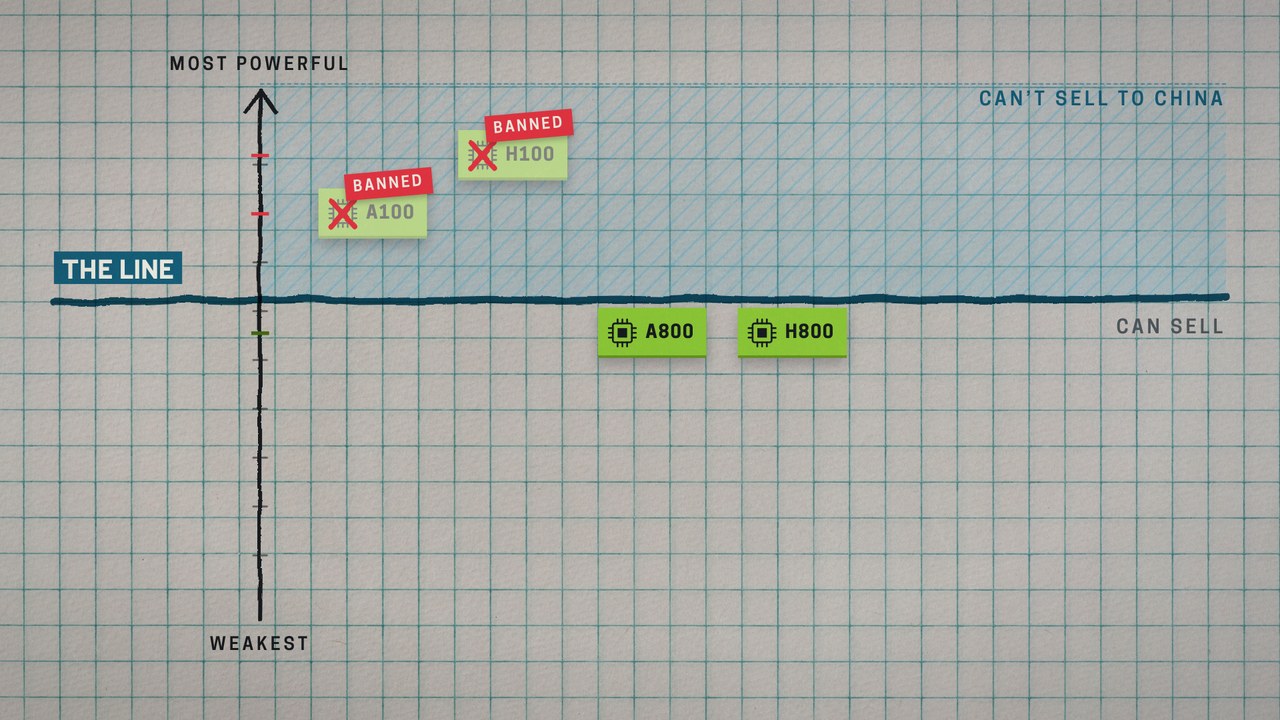 MOST POWERFUL
CAN'T SELL TO CHINA
BANNED
H100
BANNED
A100
THE LINE
CAN SELL
A800
H800
WEAKEST